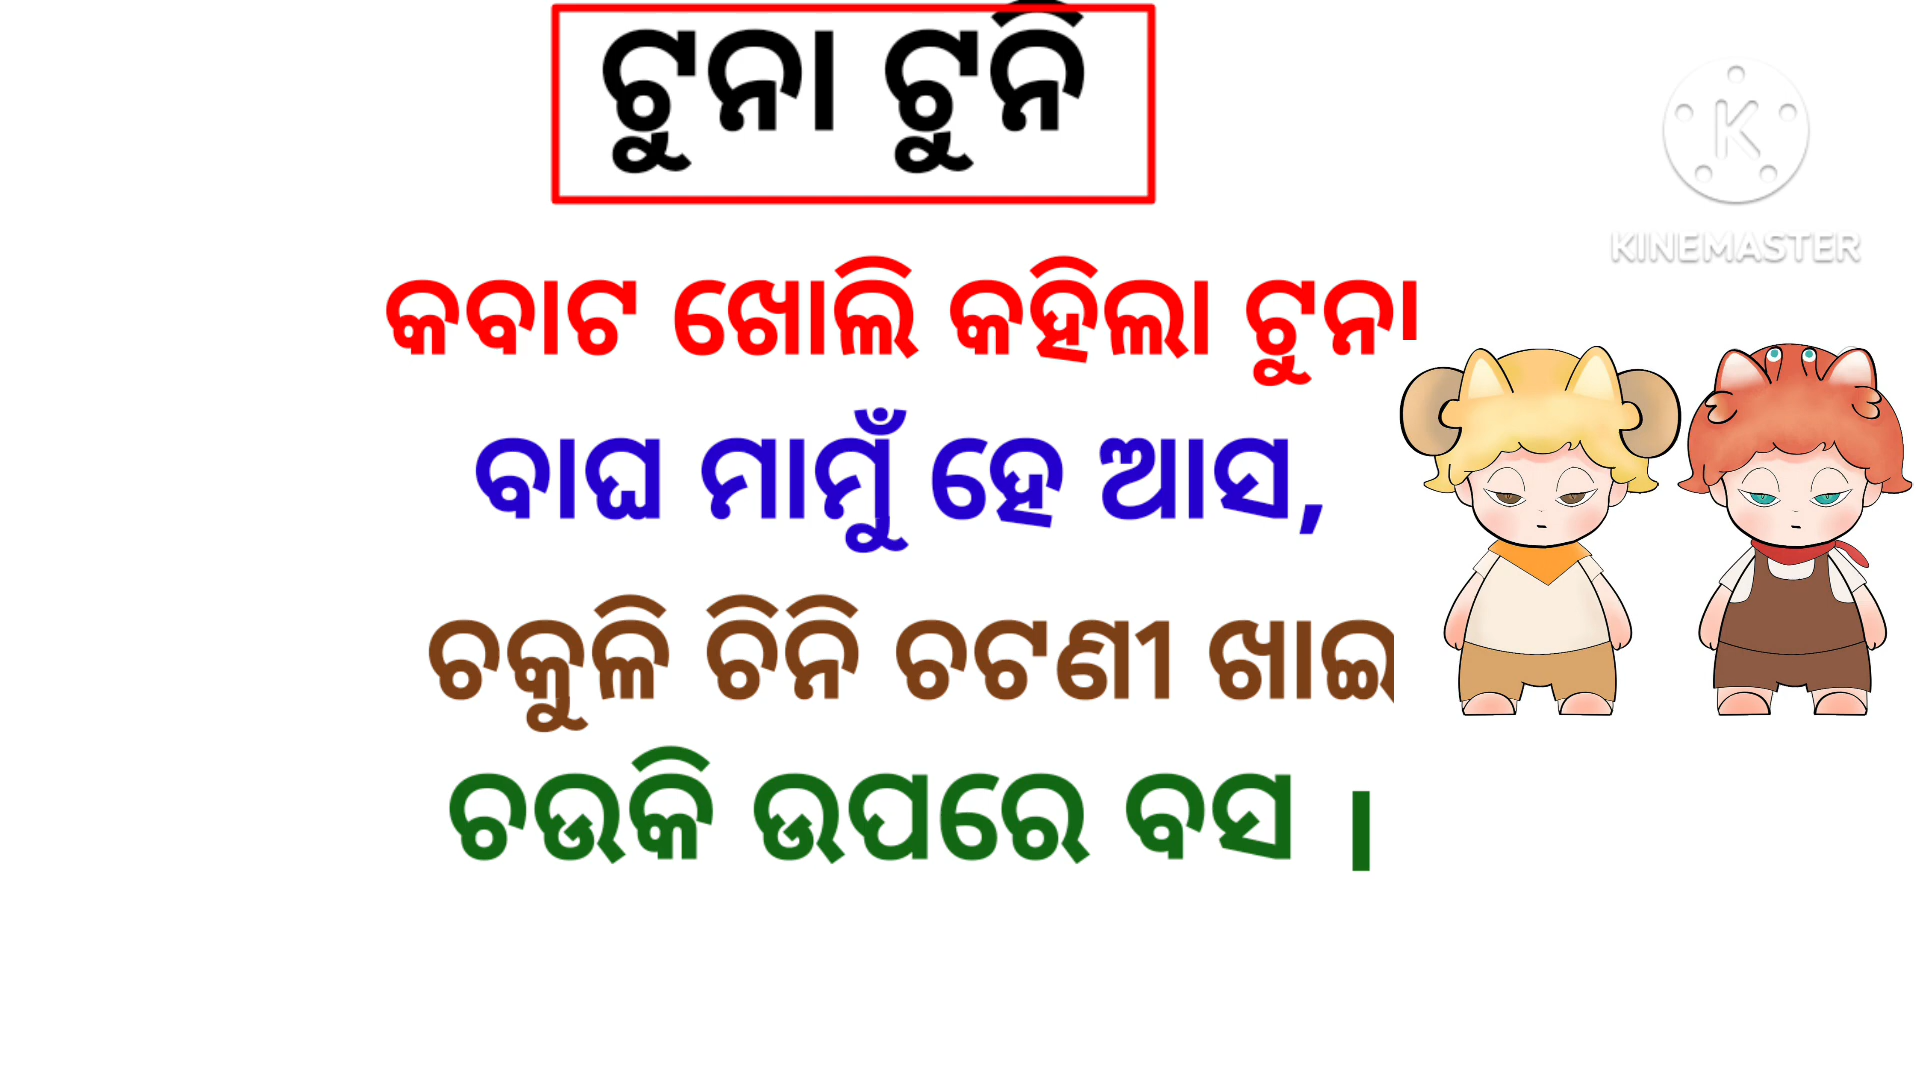 ଟୁନା ଟୁନି
KINEMASTER
କବାଟ ଖୋଲି କହିଲା ଟୁନା
ବାଘ ମାମୁଁ ହେ ଆସ,
ଚକୁଳି ଚିନି ଚଟଣୀ ଖାଇ
ଚଉକି ଉପରେ ବସ ।